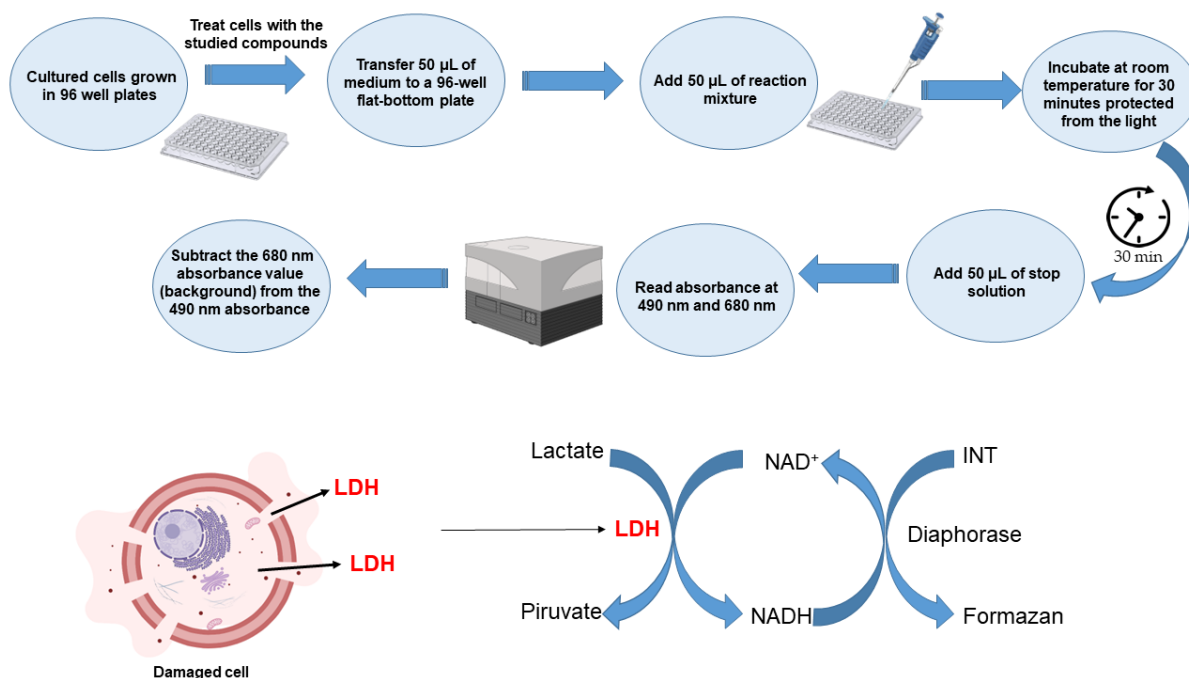 Cultured cells grown
in 96 well plates
Treat cells with the
studied compounds
Transfer 50 µL of
medium to a 96-well
flat-bottom plate
Add 50 µL of reaction
mixture
Incubate at room
temperature for 30
minutes protected
from the light
30 min
Add 50 µL of stop
solution
Read absorbance at
490 nm and 680 nm
Subtract the 680 nm
absorbance value
(background) from the
490 nm absorbance
LDH
LDH
Damaged cell
Lactate
NAD⁺
INT
LDH
Diaphorase
Piruvate
NADH
Formazan